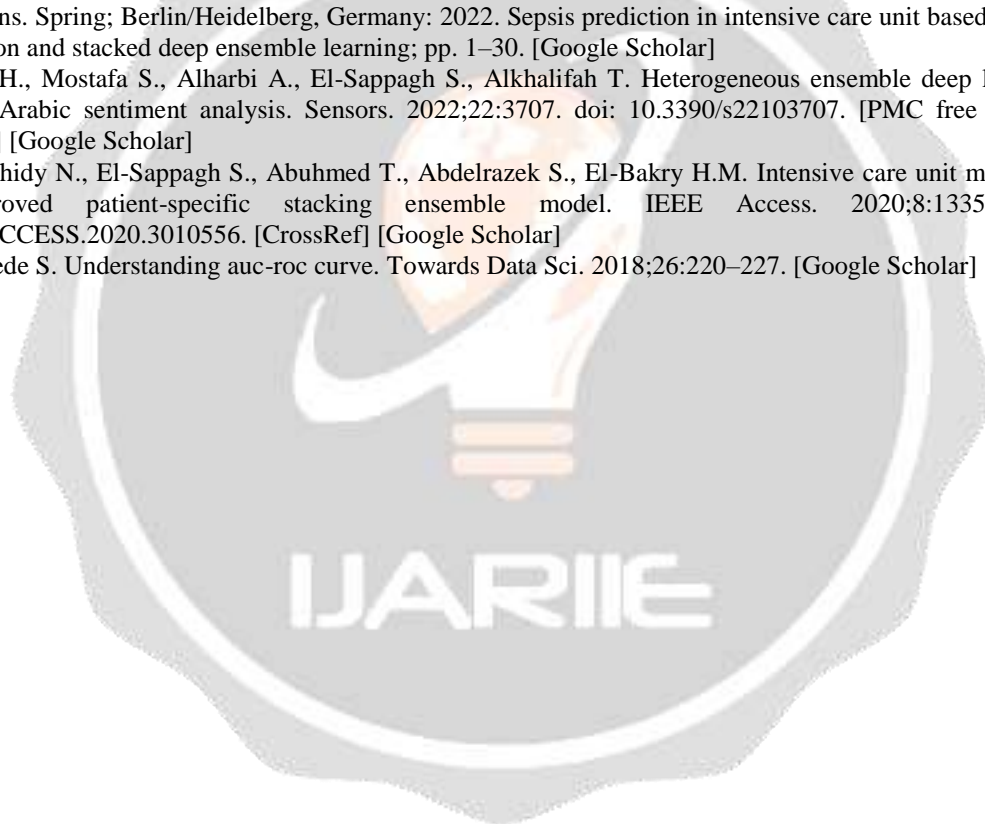 ns. Spring; Berlin/Heidelberg, Germany: 2022. Sepsis prediction in intensive care unit based
on and stacked deep ensemble learning; pp. 1–30. [Google Scholar]
H., Mostafa S., Alharbi A., El-Sappagh S., Alkhalifah T. Heterogeneous ensemble deep
Arabic sentiment analysis. Sensors. 2022;22:3707. doi: 10.3390/s22103707. [PMC free
] [Google Scholar]
hidy N., El-Sappagh S., Abuhmed T., Abdelrazek S., El-Bakry H.M. Intensive care unit m
roved patient-specific stacking ensemble model. IEEE Access. 2020;8:1335
CCESS.2020.3010556. [CrossRef] [Google Scholar]
ede S. Understanding auc-roc curve. Towards Data Sci. 2018;26:220–227. [Google Scholar]
IJARIIE